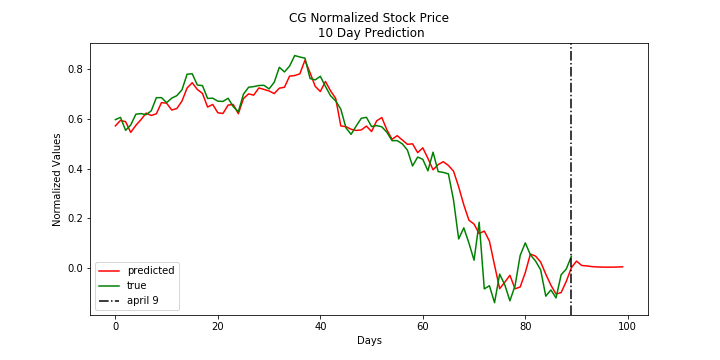 CG Normalized Stock Price
10 Day Prediction
Normalized Values
0.8
0.6
0.4
0.2
0.0
predicted
true
april 9
0 20 40 60 80 100
Days